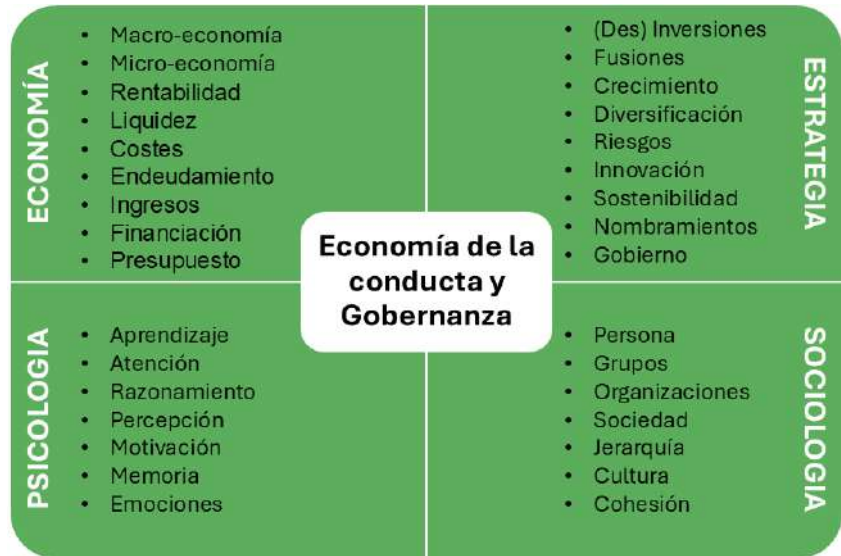 ECONOMÍA
• Macro-economía
• Micro-economía
• Rentabilidad
• Liquidez
• Costes
• Endeudamiento
• Ingresos
• Financiación
• Presupuesto
• (Des) Inversiones
• Fusiones
• Crecimiento
• Diversificación
• Riesgos
• Innovación
• Sostenibilidad
• Nombramientos
• Gobierno
ESTRATEGIA
Economía de la
conducta y
Gobernanza
PSICOLOGIA
• Aprendizaje
• Atención
• Razonamiento
• Percepción
• Motivación
• Memoria
• Emociones
• Persona
• Grupos
• Organizaciones
• Sociedad
• Jerarquía
• Cultura
• Cohesión
SOCIOLOGIA